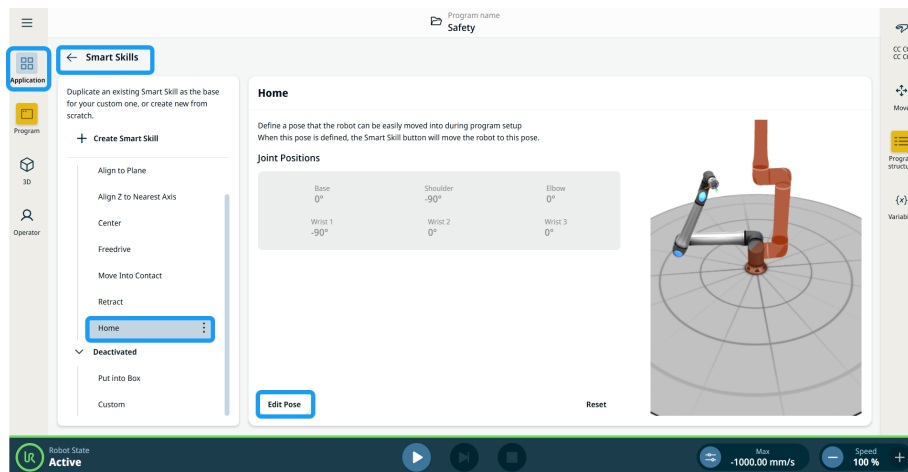 Program name
Safety
Application
Program
3D
Operator
← Smart Skills
Duplicate an existing Smart Skill as the base
for your custom one, or create new from
scratch.
+ Create Smart Skill
Align to Plane
Align Z to Nearest Axis
Center
Freedrive
Move Into Contact
Retract
Home
Deactivated
Put into Box
Custom
Home
Define a pose that the robot can be easily moved into during program setup
When this pose is defined, the Smart Skill button will move the robot to this pose.
Joint Positions
Base Shoulder Elbow
0° -90° 0°
Wrist 1 Wrist 2 Wrist 3
-90° 0° 0°
Edit Pose Reset
Move
{x}
UR
Robot State
Active
Max
-1000.00 mm/s
Speed
100 %